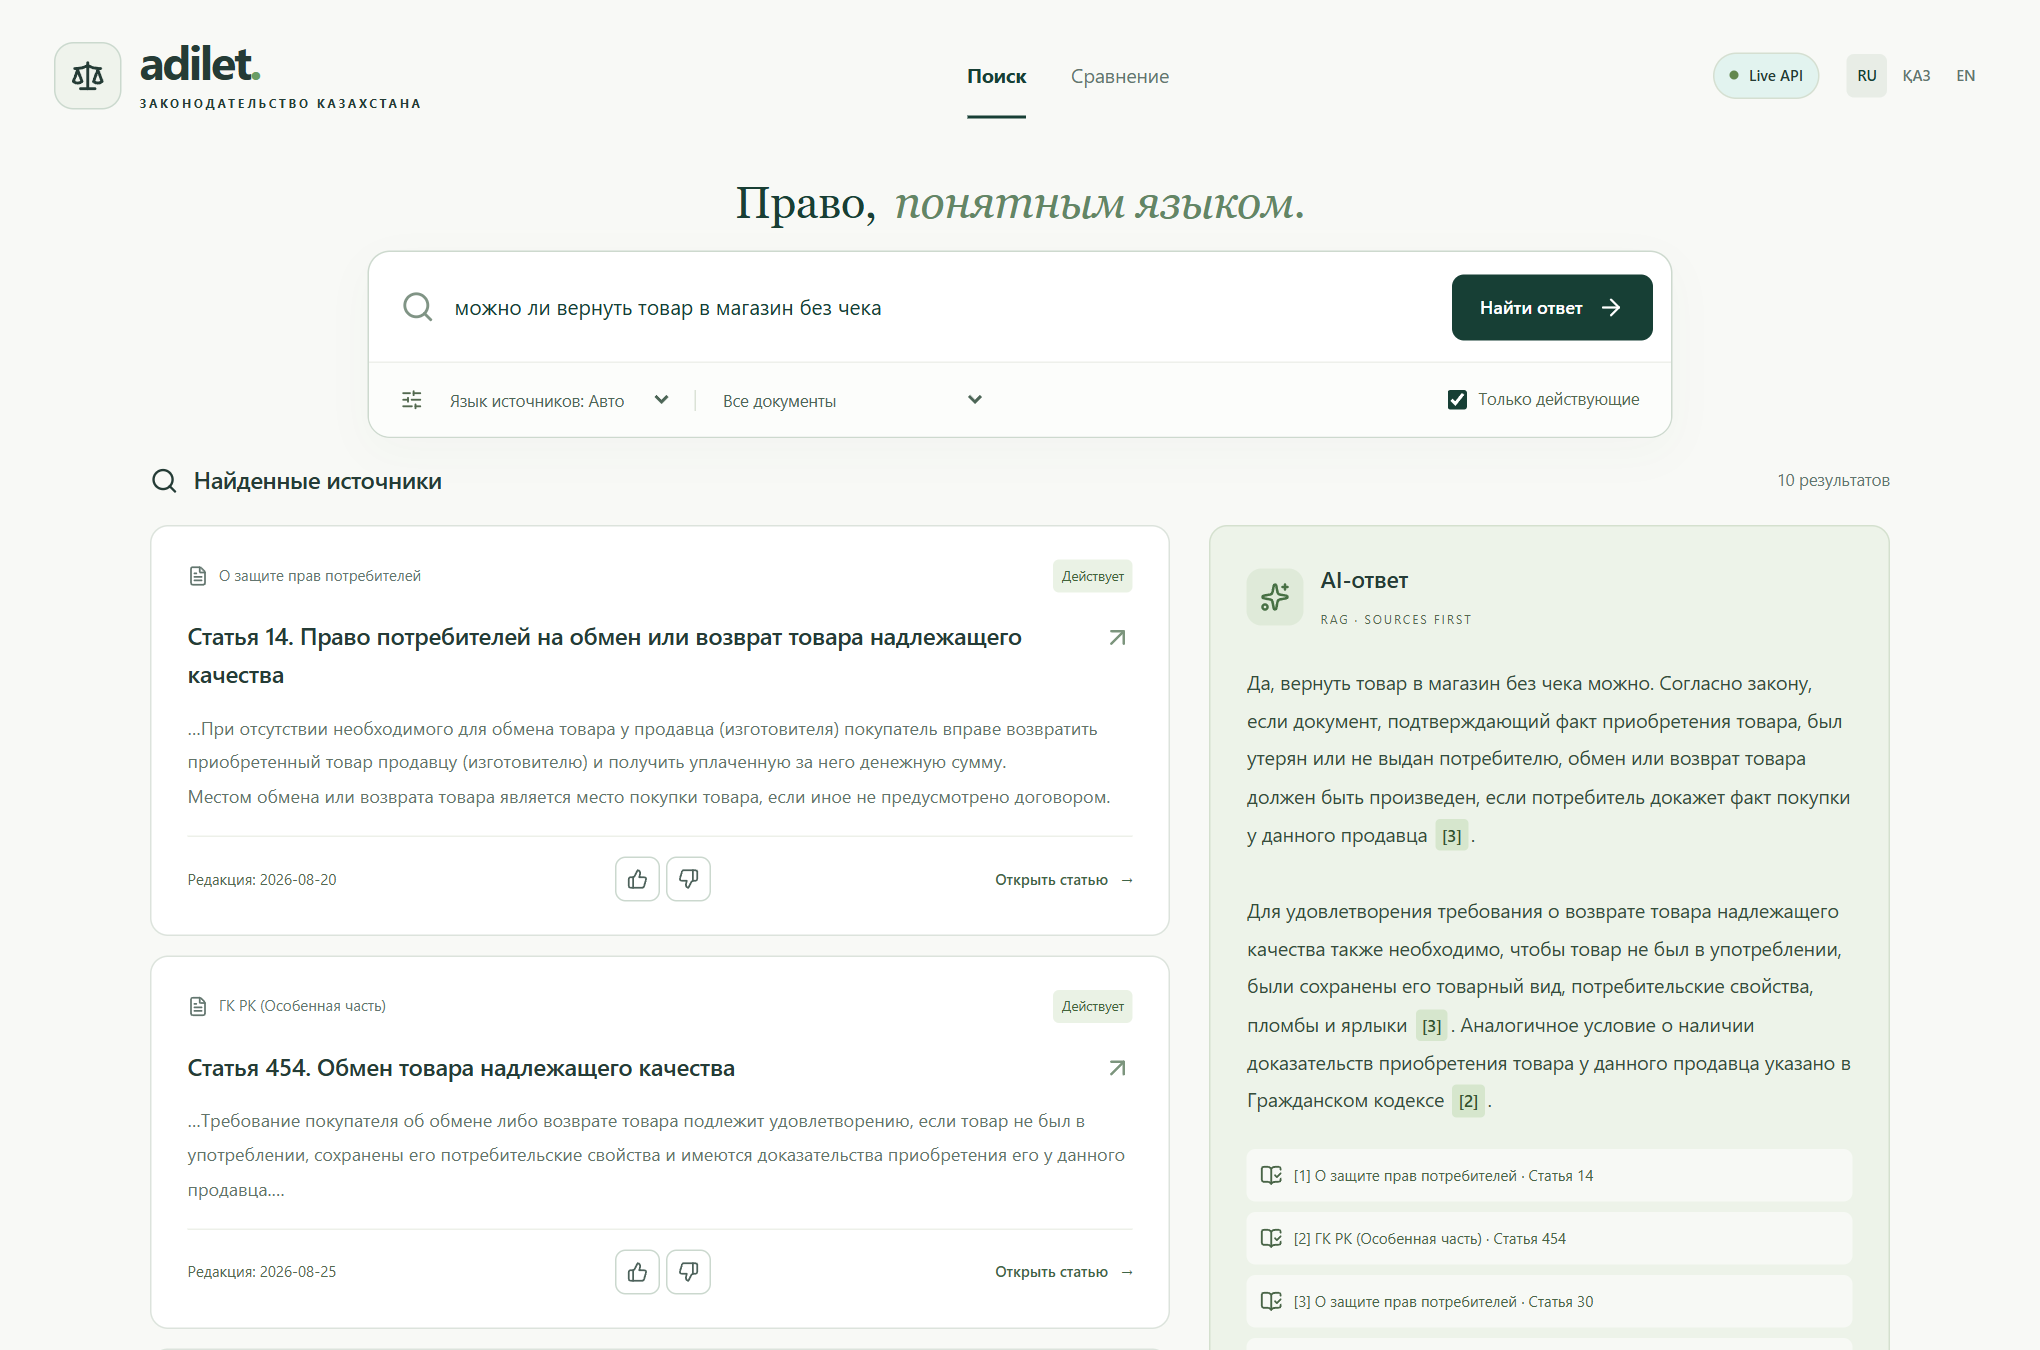 adilet.
ЗАКОНОДАТЕЛЬСТВО КАЗАХСТАНА
Поиск
Сравнение
Live API
RU
ҚАЗ
EN
Право, понятным языком.
можно ли вернуть товар в магазин без чека
Найти ответ
Язык источников: Авто
Все документы
Только действующие
Найденные источники
10 результатов
О защите прав потребителей
Действует
Статья 14. Право потребителей на обмен или возврат товара надлежащего
качества
...При отсутствии необходимого для обмена товара у продавца (изготовителя) покупатель вправе возвратить
приобретенный товар продавцу (изготовителю) и получить уплаченную за него денежную сумму.
Местом обмена или возврата товара является место покупки товара, если иное не предусмотрено договором.
Редакция: 2026-08-20
Открыть статью →
ГК РК (Особенная часть)
Действует
Статья 454. Обмен товара надлежащего качества
...Требование покупателя об обмене либо возврате товара подлежит удовлетворению, если товар не был в
употреблении, сохранены его потребительские свойства и имеются доказательства приобретения его у данного
продавца....
Редакция: 2026-08-25
Открыть статью →
AI-ответ
RAG · SOURCES FIRST
Да, вернуть товар в магазин без чека можно. Согласно закону,
если документ, подтверждающий факт приобретения товара, был
утерян или не выдан потребителю, обмен или возврат товара
должен быть произведен, если потребитель докажет факт покупки
у данного продавца [3].
Для удовлетворения требования о возврате товара надлежащего
качества также необходимо, чтобы товар не был в употреблении,
были сохранены его товарный вид, потребительские свойства,
пломбы и ярлыки [3]. Аналогичное условие о наличии
доказательств приобретения товара у данного продавца указано в
Гражданском кодексе [2].
[1] О защите прав потребителей · Статья 14
[2] ГК РК (Особенная часть) · Статья 454
[3] О защите прав потребителей · Статья 30